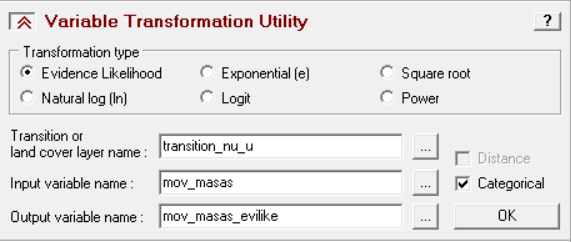 Variable Transformation Utility ?
Transformation type
Evidence Likelihood Exponential (e) Square root
Natural log (ln) Logit Power
Transition or
land cover layer name : transition_nu_u ...
Distance
Input variable name : mov_masas ... Categorical
Output variable name : mov_masas_evilike ... OK